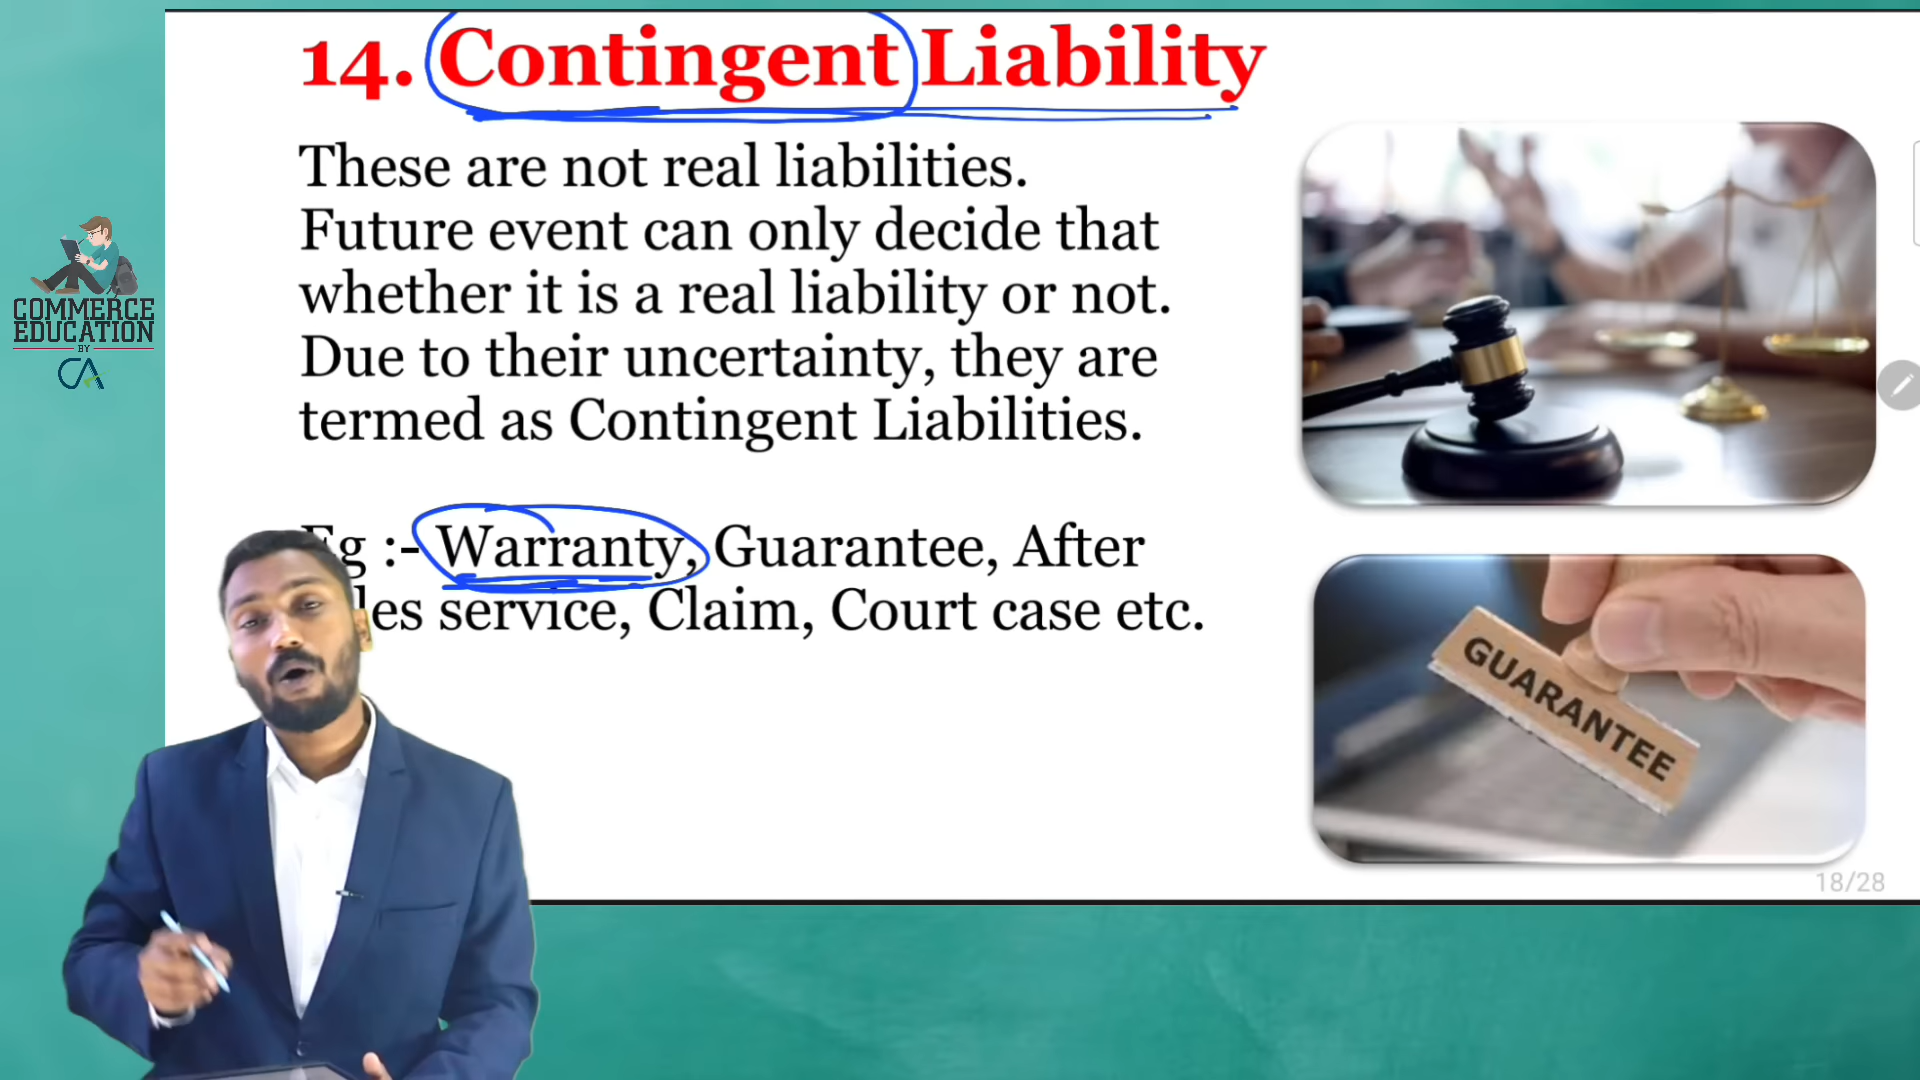 14. Contingent Liability
These are not real liabilities.
Future event can only decide that
whether it is a real liability or not.
Due to their uncertainty, they are
termed as Contingent Liabilities.
Eg :- Warranty, Guarantee, After
les service, Claim, Court case etc.
COMMERCE
EDUCATION
BY
CA
GUARANTEE
18/28